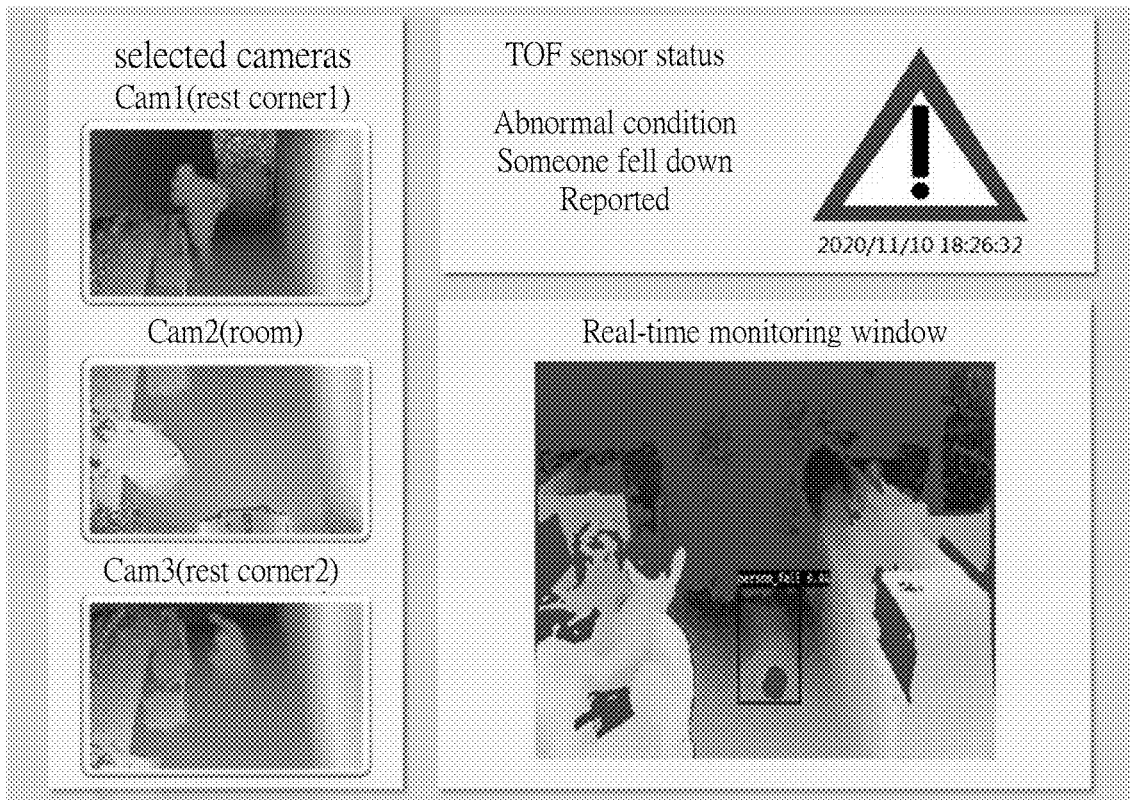 selected cameras
Cam1(rest corner1)
Cam2(room)
Cam3(rest corner2)
TOF sensor status
Abnormal condition
Someone fell down
Reported
2020/11/10 18:26:32
Real-time monitoring window
person_fall